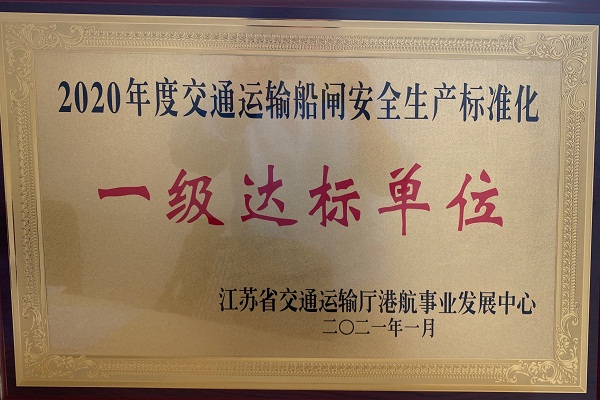 2020年度交通运输船闸安全生产标准化
一级达标单位
江苏省交通运输厅港航事业发展中心
二〇二一年一月